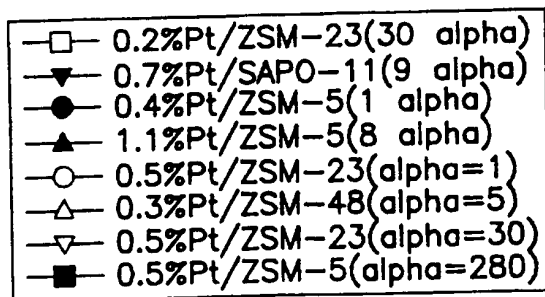 0.2%Pt/ZSM-23(30 alpha)
0.7%Pt/SAPO-11(9 alpha)
0.4%Pt/ZSM-5(1 alpha)
1.1%Pt/ZSM-5(8 alpha)
0.5%Pt/ZSM-23(alpha=1)
0.3%Pt/ZSM-48(alpha=5)
0.5%Pt/ZSM-23(alpha=30)
0.5%Pt/ZSM-5(alpha=280)